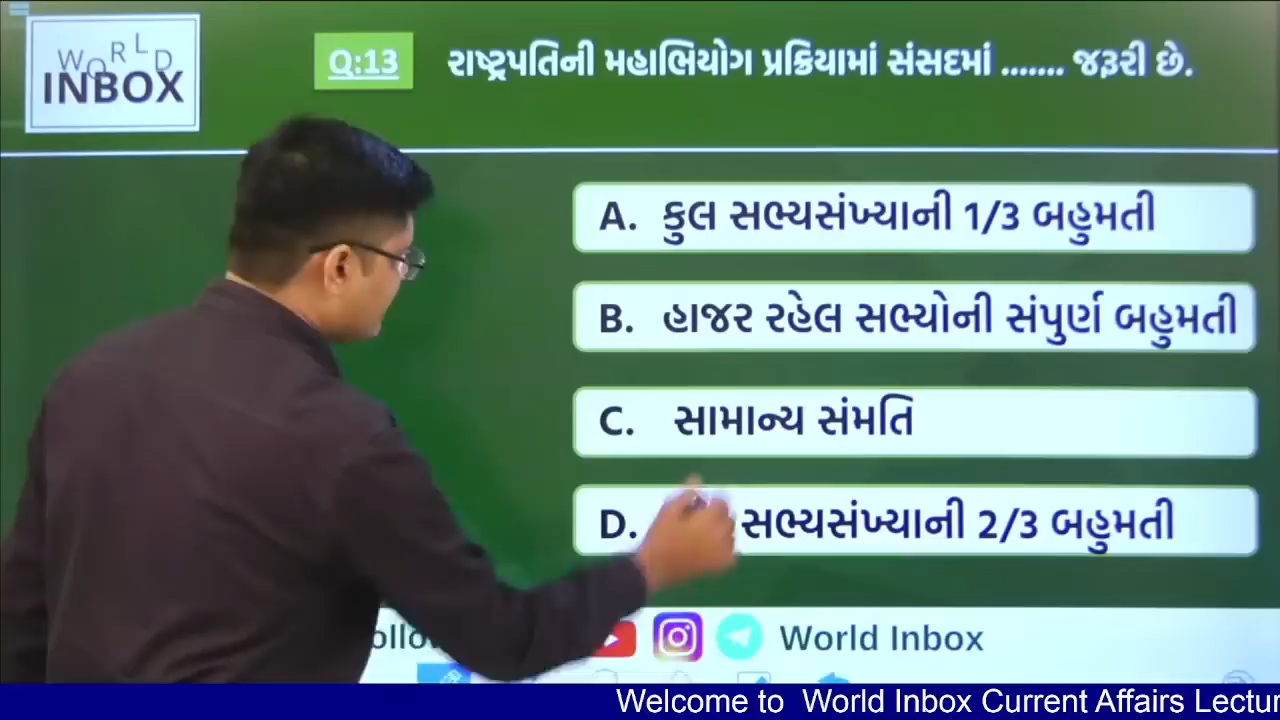 WORLD
INBOX
Q:13 રાષ્ટ્રપતિની મહાભિયોગ પ્રક્રિયામાં સંસદમાં ....... જરૂરી છે.
A. કુલ સભ્યસંખ્યાની 1/3 બહુમતી
B. હાજર રહેલ સભ્યોની સંપુર્ણ બહુમતી
C. સામાન્ય સંમતિ
D. સભ્યસંખ્યાની 2/3 બહુમતી
World Inbox
Welcome to World Inbox Current Affairs Lectur